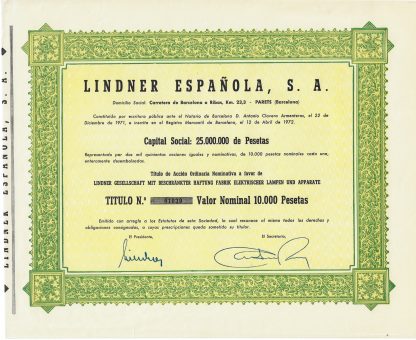 LINDNER ESPAÑOLA, S. A.
LINDNER ESPAÑOLA, S. A.
Domicilio Social: Carretera de Barcelona a Ribas, Km. 23,3 - PARETS (Barcelona)
Constituida por escritura pública ante el Notario de Barcelona D. Antonio Clavera Armenteros, el 22 de
Diciembre de 1971, e inscrita en el Registro Mercantil de Barcelona, el 13 de Abril de 1972.
Capital Social: 25.000.000 de Pesetas
Representado por dos mil quinientas acciones iguales y nominativas, de 10.000 pesetas nominales cada una,
enteramente desembolsado.
Título de Acción Ordinaria Nominativa a favor de
LINDNER GESELLSCHAFT MIT BESCHRANKTER HAFTUNG FABRIK ELEKTRISCHER LAMPEN UND APPARATE
TITULO N.º Valor Nominal 10.000 Pesetas
Emitido con arreglo a los Estatutos de esta Sociedad, la cual reconoce al mismo todos los derechos y
obligaciones consignados, a cuyas prescripciones queda sometido su titular.
El Presidente, El Secretario,